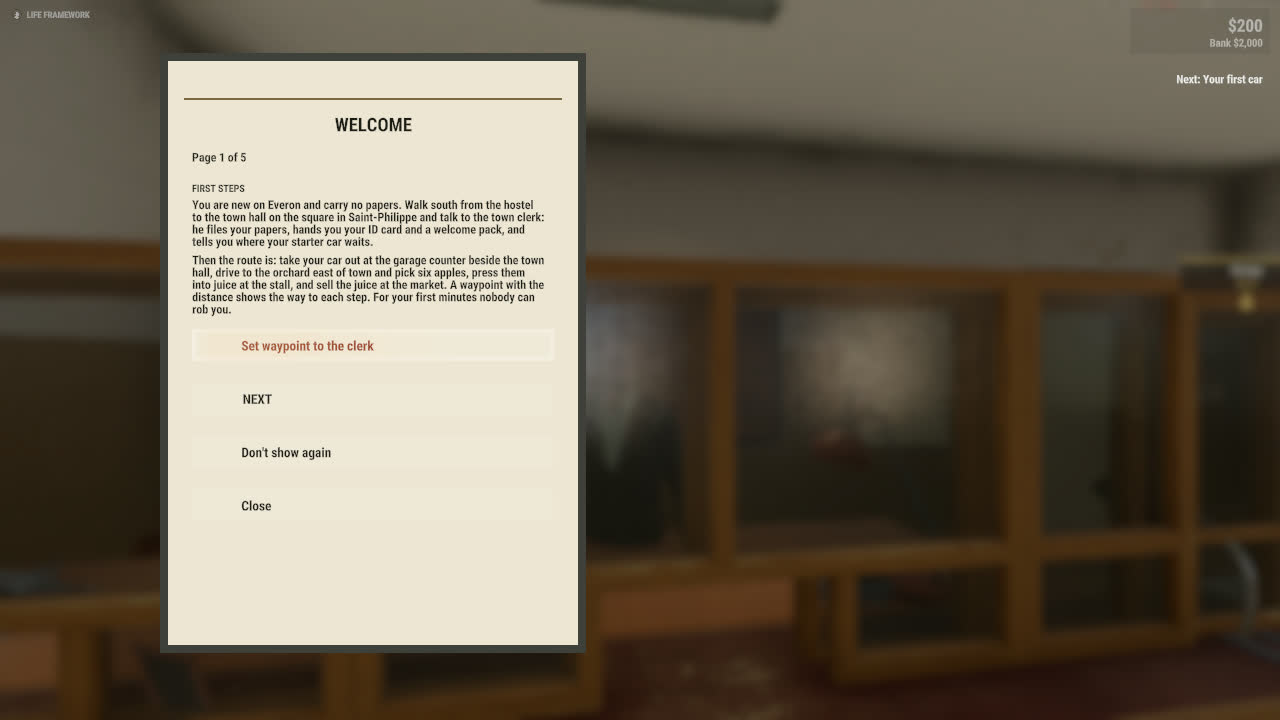 LIFE FRAMEWORK
$200
Bank $2,000
Next: Your first car
WELCOME
Page 1 of 5
FIRST STEPS
You are new on Everon and carry no papers. Walk south from the hostel
to the town hall on the square in Saint-Philippe and talk to the town clerk:
he files your papers, hands you your ID card and a welcome pack, and
tells you where your starter car waits.
Then the route is: take your car out at the garage counter beside the town
hall, drive to the orchard east of town and pick six apples, press them
into juice at the stall, and sell the juice at the market. A waypoint with the
distance shows the way to each step. For your first minutes nobody can
rob you.
Set waypoint to the clerk
NEXT
Don't show again
Close